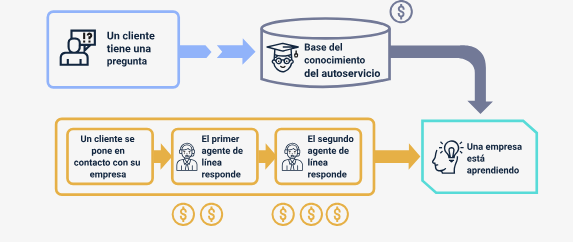 $
Un cliente
tiene una
pregunta
!?
Base del
conocimiento
del autoservicio
Un cliente se
pone en
contacto con su
empresa
El primer
agente de
línea
responde
El segundo
agente de
línea
responde
Una empresa
está
aprendiendo
$ $
$ $ $